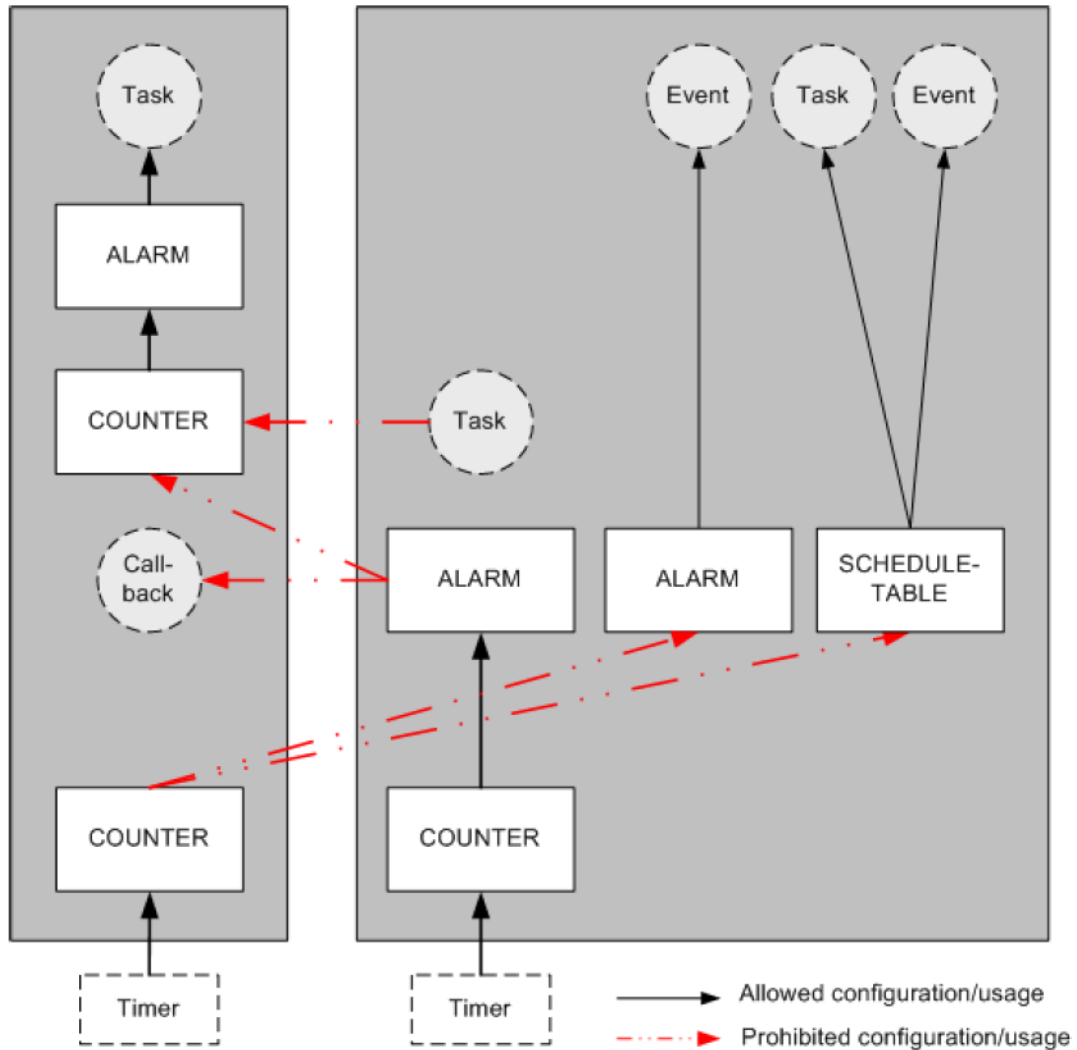 Task
Event
Task
Event
ALARM
COUNTER
Task
Call-
back
ALARM
ALARM
SCHEDULE-
TABLE
COUNTER
COUNTER
Timer
Timer
Allowed configuration/usage
Prohibited configuration/usage